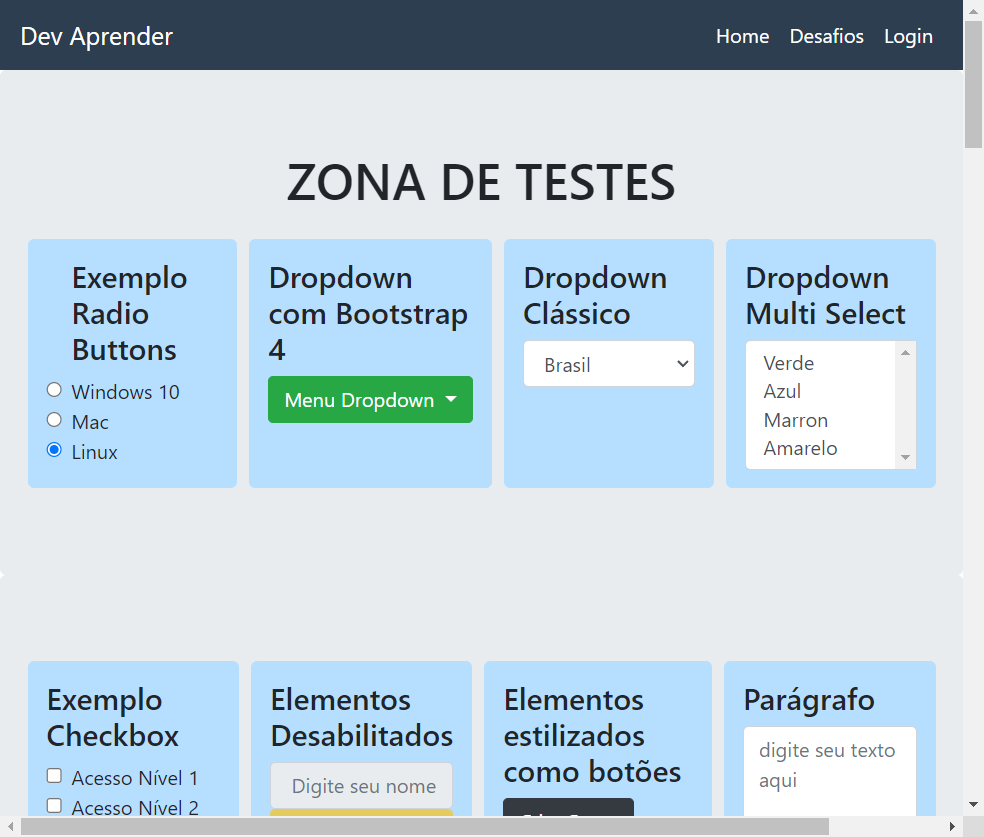 Dev Aprender
Home
Desafios
Login
ZONA DE TESTES
Exemplo
Radio
Buttons
Windows 10
Mac
Linux
Dropdown
com Bootstrap
4
Menu Dropdown
Dropdown
Clássico
Brasil
Dropdown
Multi Select
Verde
Azul
Marron
Amarelo
Exemplo
Checkbox
Acesso Nível 1
Acesso Nível 2
Elementos
Desabilitados
Digite seu nome
Elementos
estilizados
como botões
Parágrafo
digite seu texto
aqui